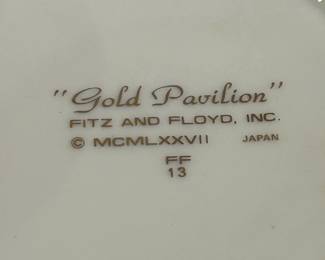 "Gold Pavilion"
FITZ AND FLOYD, INC.
© MCMLXXVII JAPAN
FF
13